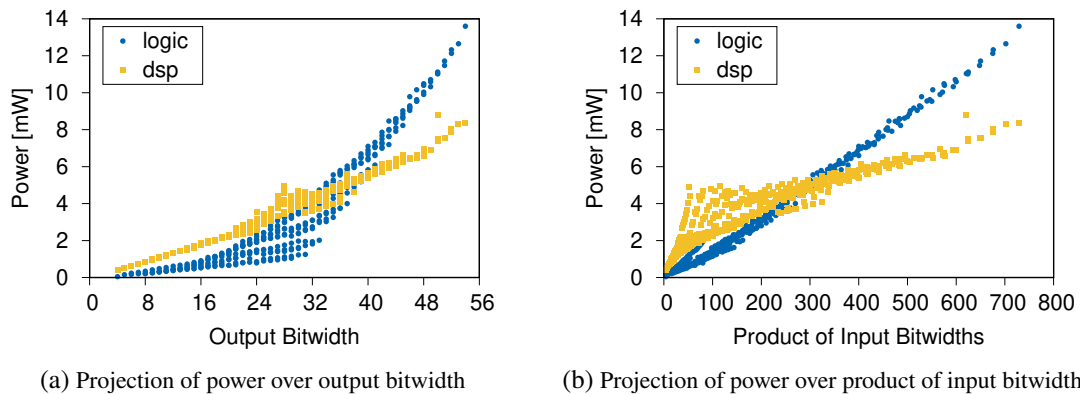 14
12
10
8
6
4
2
0
Power [mW]
logic
dsp
0 8 16 24 32 40 48 56
Output Bitwidth
(a) Projection of power over output bitwidth
14
12
10
8
6
4
2
0
Power [mW]
logic
dsp
0 100 200 300 400 500 600 700 800
Product of Input Bitwidths
(b) Projection of power over product of input bitwidth